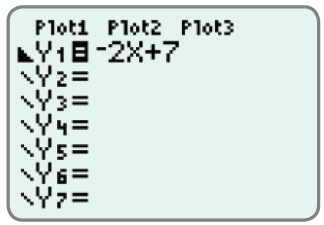 Plot1 Plot2 Plot3
◣Y₁=⁻2X+7
\Y₂=
\Y₃=
\Y₄=
\Y₅=
\Y₆=
\Y₇=